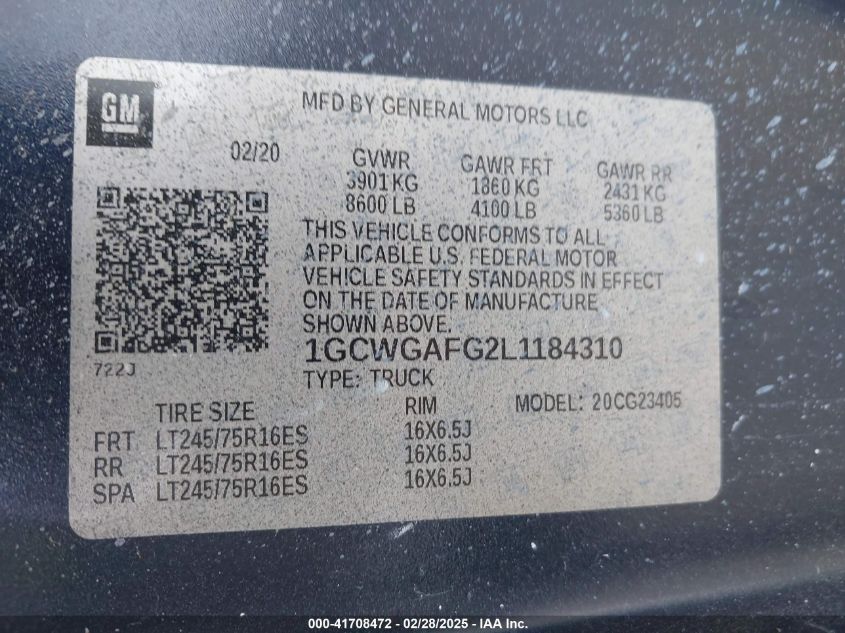 GM
MFD BY GENERAL MOTORS LLC
02/20
GVWR GAWR FRT GAWR RR
3901 KG 1860 KG 2431 KG
8600 LB 4100 LB 5360 LB
THIS VEHICLE CONFORMS TO ALL
APPLICABLE U.S. FEDERAL MOTOR
VEHICLE SAFETY STANDARDS IN EFFECT
ON THE DATE OF MANUFACTURE
SHOWN ABOVE.
1GCWGAFG2L1184310
722J
TYPE: TRUCK
TIRE SIZE RIM MODEL: 20CG23405
FRT LT245/75R16ES 16X6.5J
RR LT245/75R16ES 16X6.5J
SPA LT245/75R16ES 16X6.5J
000-41708472 - 02/28/2025 - IAA Inc.